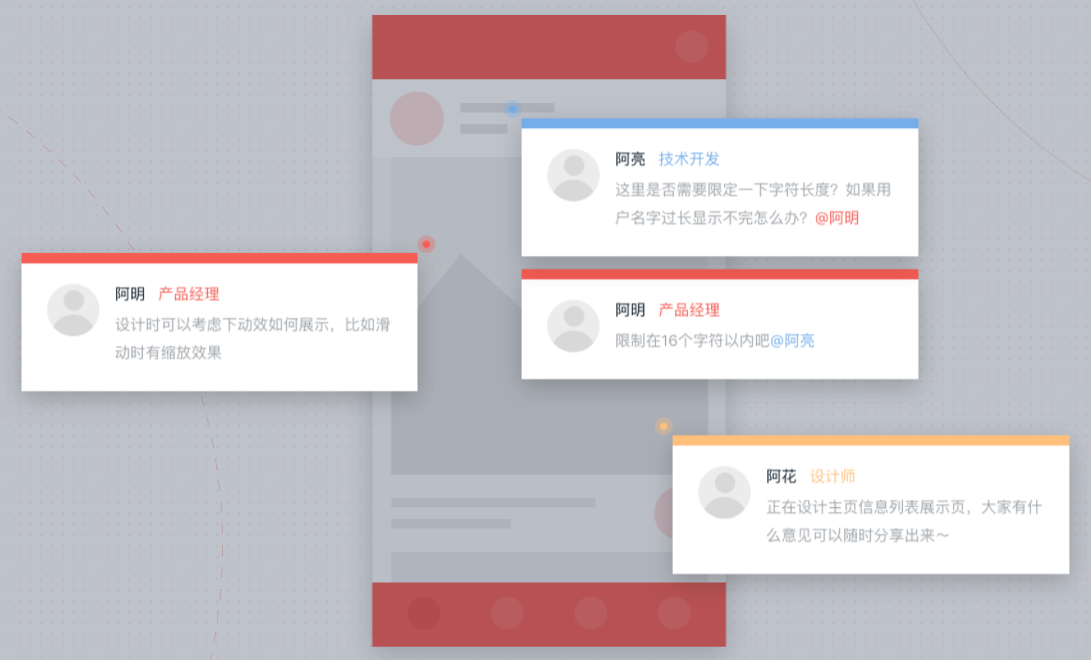 阿亮 技术开发
这里是否需要限定一下字符长度？如果用
户名字过长显示不完怎么办？@阿明
阿明 产品经理
设计时可以考虑下动效如何展示，比如滑
动时有缩放效果
阿明 产品经理
限制在16个字符以内吧@阿亮
阿花 设计师
正在设计主页信息列表展示页，大家有什
么意见可以随时分享出来～